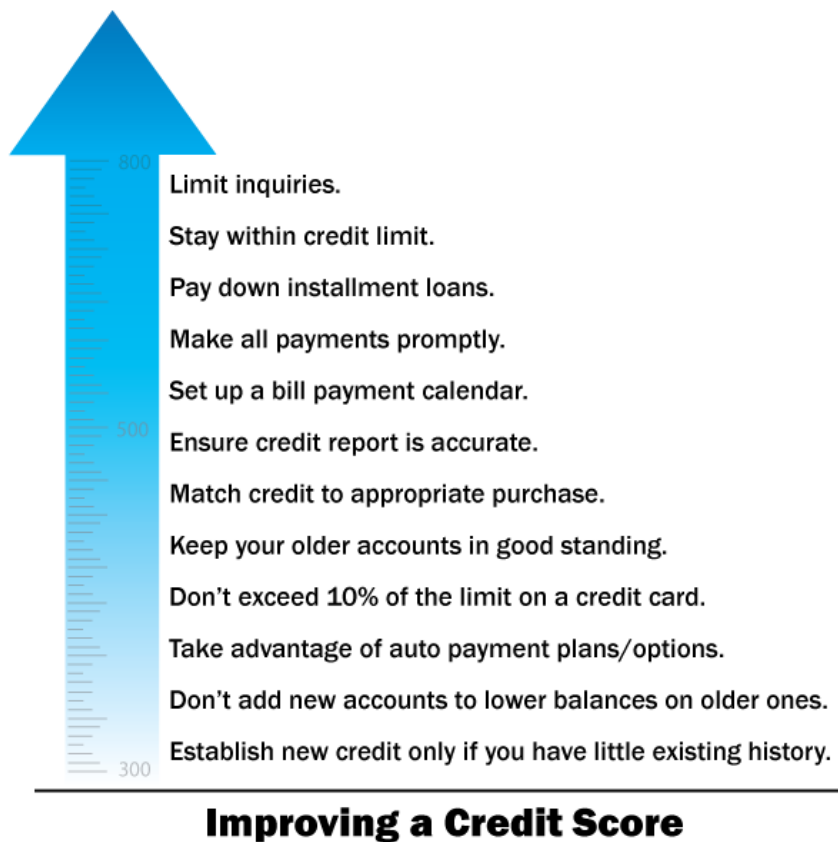 800
Limit inquiries.
Stay within credit limit.
Pay down installment loans.
Make all payments promptly.
Set up a bill payment calendar.
500
Ensure credit report is accurate.
Match credit to appropriate purchase.
Keep your older accounts in good standing.
Don’t exceed 10% of the limit on a credit card.
Take advantage of auto payment plans/options.
Don’t add new accounts to lower balances on older ones.
Establish new credit only if you have little existing history.
300
Improving a Credit Score